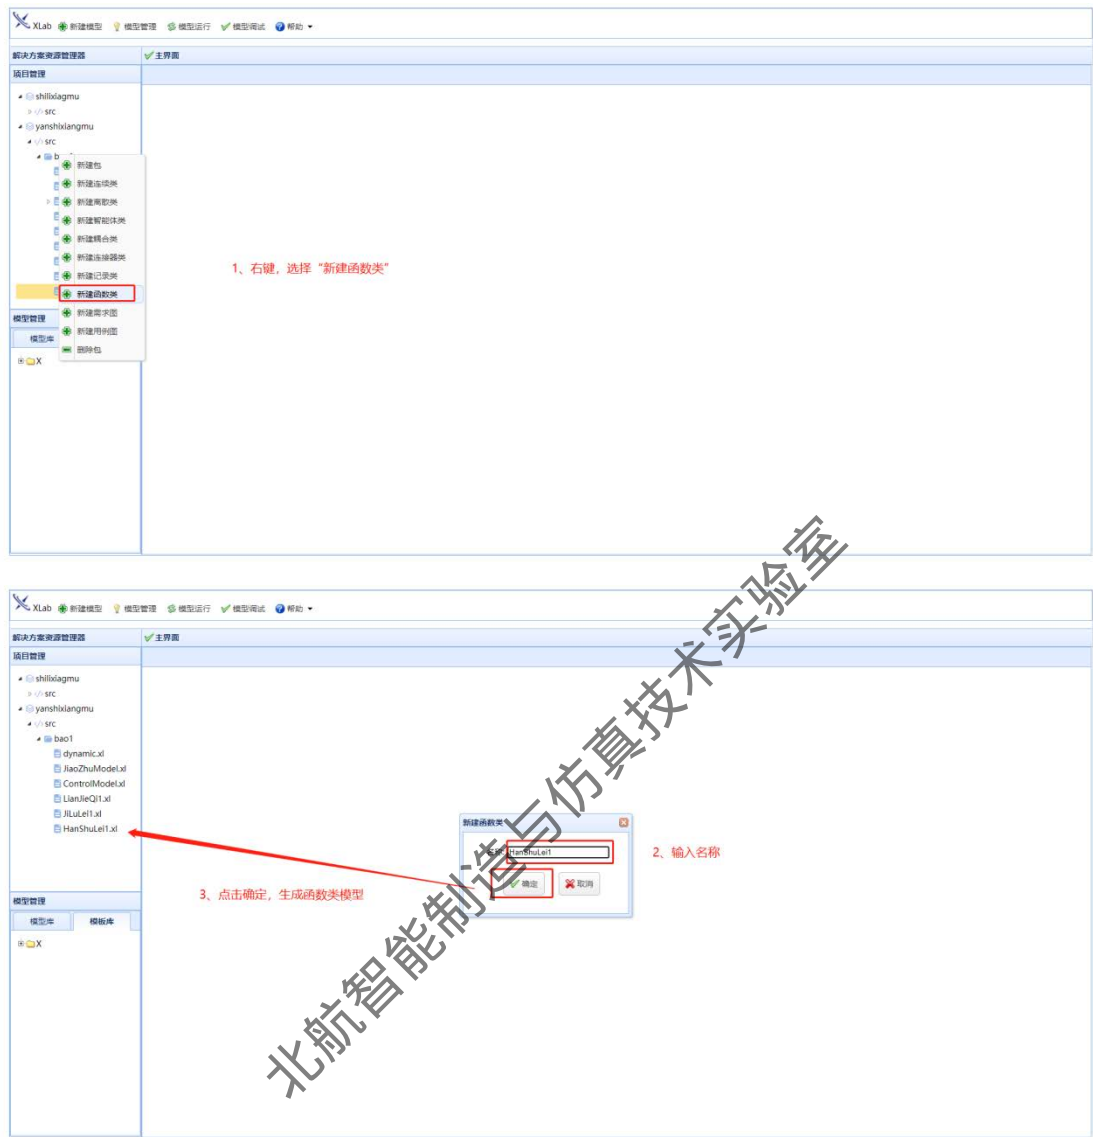 XLab 新建模型 模型管理 模型运行 模型调试 帮助
解决方案资源管理器 主界面
项目管理
shilixiagmu
src
yanshixiangmu
src
b
新建包
新建连续类
新建离散类
新建智能体类
新建耦合类
新建连接器类
1、右键，选择“新建函数类”
新建记录类
新建函数类
新建需求图
模型管理
新建用例图
模型库
删除包
X
XLab 新建模型 模型管理 模型运行 模型调试 帮助
解决方案资源管理器 主界面
项目管理
shilixiagmu
src
yanshixiangmu
src
bao1
dynamic.xl
JiaoZhuModel.xl
ControlModel.xl
LianJieQi1.xl
JiLuLei1.xl
HanShuLei1.xl
新建函数类
名称: HanShuLei1
2、输入名称
确定 取消
3、点击确定，生成函数类模型
模型管理
模型库 模板库
X
北航智能制造与仿真技术实验室